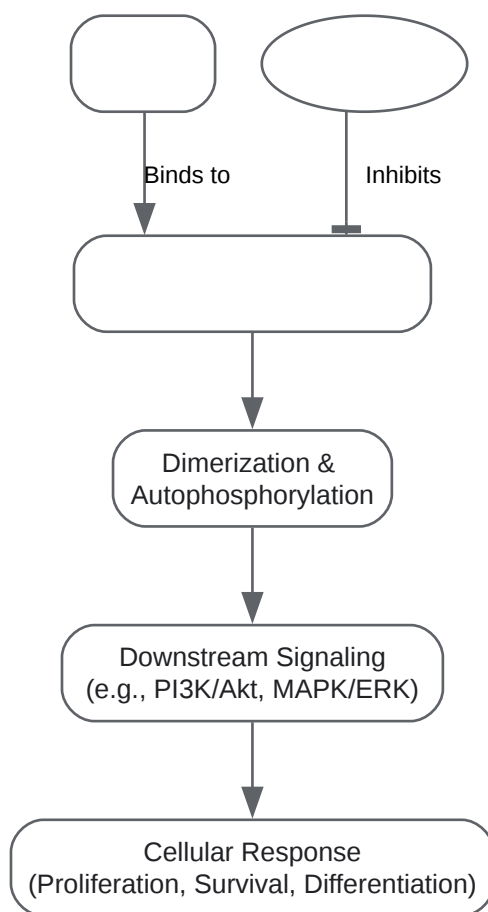 Binds to
Inhibits
Dimerization &
Autophosphorylation
Downstream Signaling
(e.g., PI3K/Akt, MAPK/ERK)
Cellular Response
(Proliferation, Survival, Differentiation)